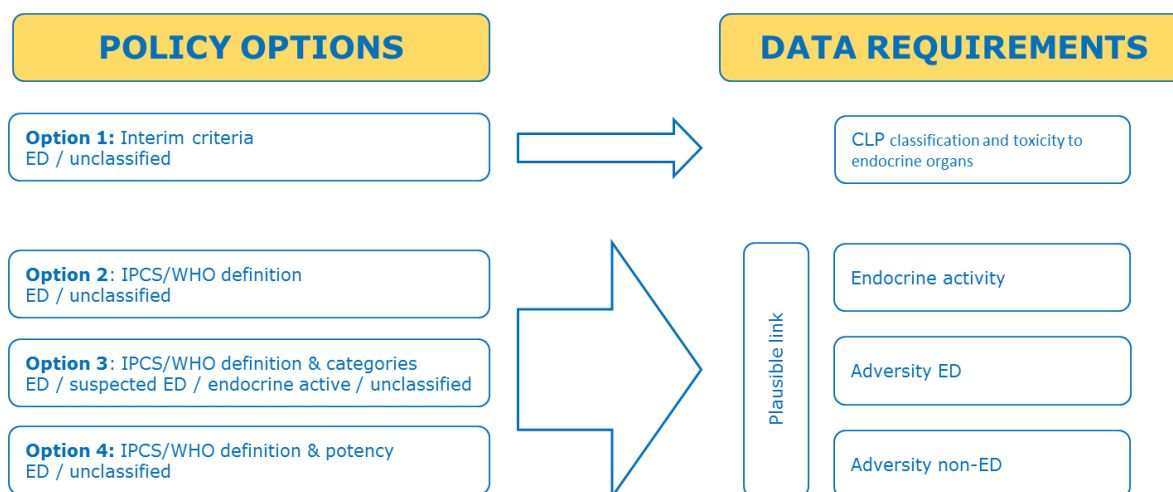 POLICY OPTIONS
DATA REQUIREMENTS
Option 1: Interim criteria
ED / unclassified
CLP classification and toxicity to
endocrine organs
Option 2: IPCS/WHO definition
ED / unclassified
Option 3: IPCS/WHO definition & categories
ED / suspected ED / endocrine active / unclassified
Option 4: IPCS/WHO definition & potency
ED / unclassified
Plausible link
Endocrine activity
Adversity ED
Adversity non-ED